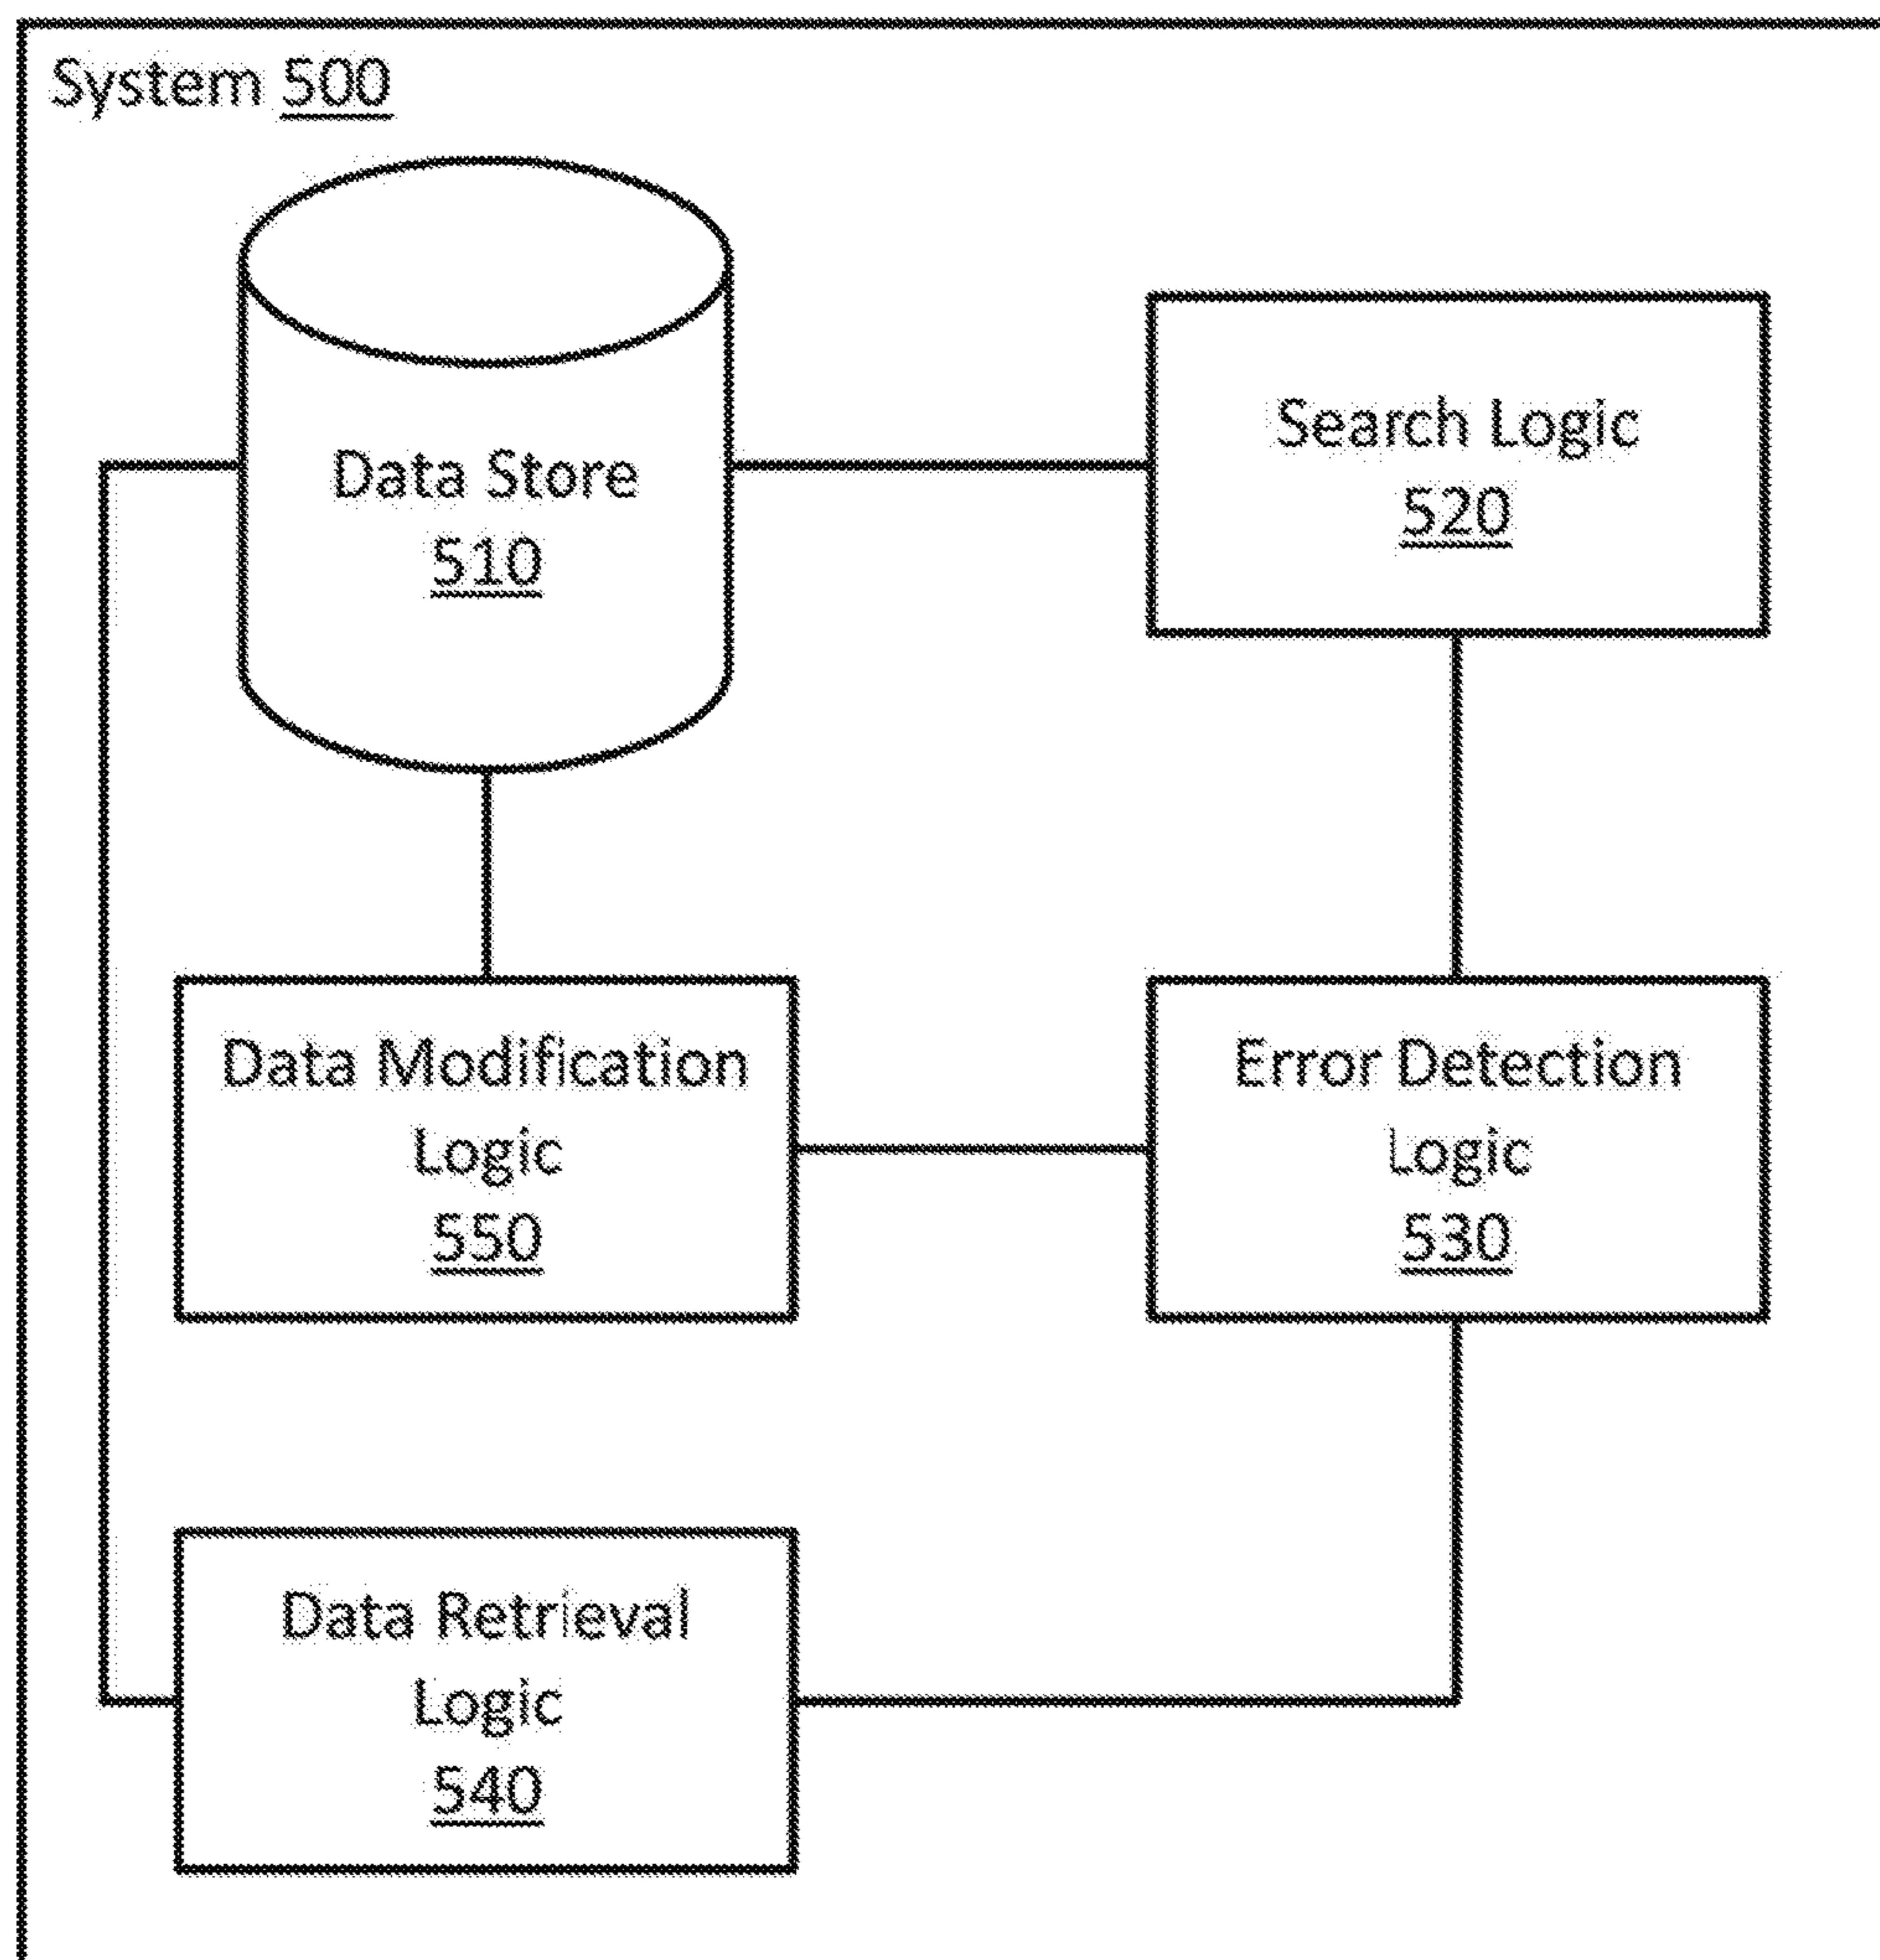 System 500
Data Store
510
Search Logic
520
Data Modification
Logic
550
Error Detection
Logic
530
Data Retrieval
Logic
540